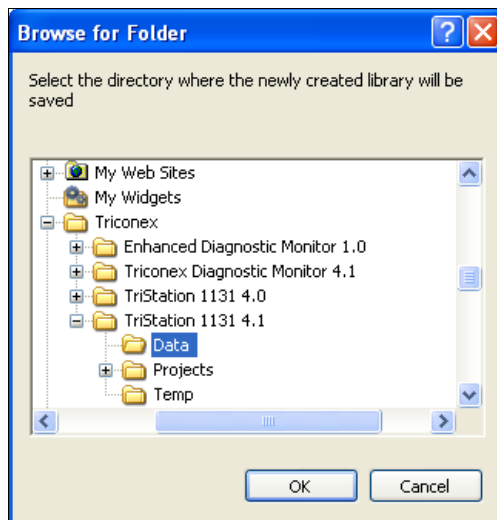 Browse for Folder
Select the directory where the newly created library will be
saved
My Web Sites
My Widgets
Triconex
Enhanced Diagnostic Monitor 1.0
Triconex Diagnostic Monitor 4.1
TriStation 1131 4.0
TriStation 1131 4.1
Data
Projects
Temp
OK Cancel